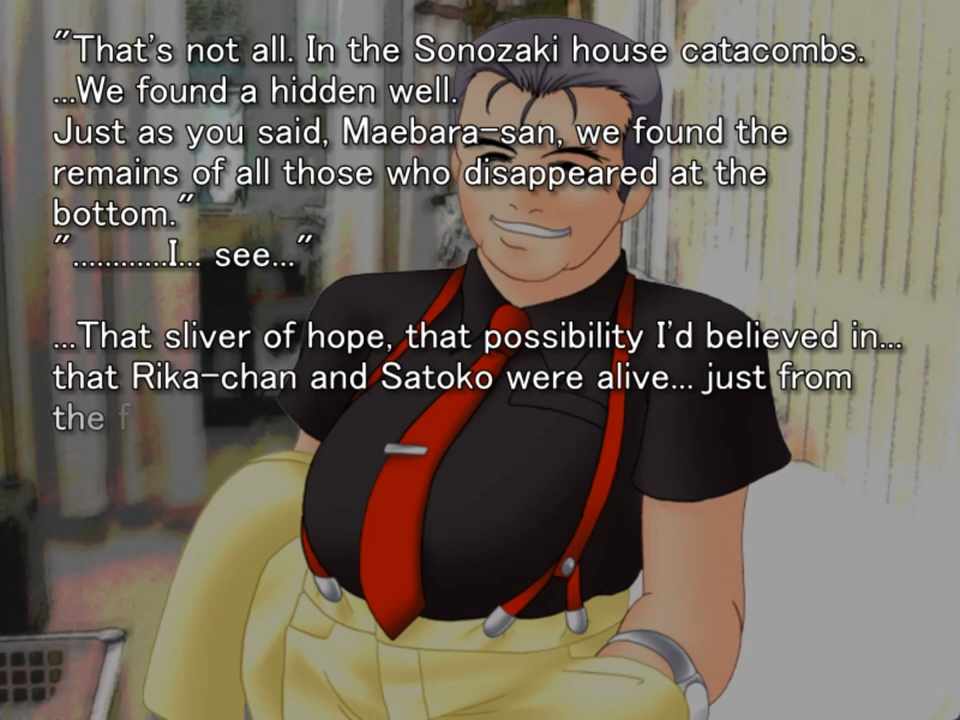 "That's not all. In the Sonozaki house catacombs.
...We found a hidden well.
Just as you said, Maebara-san, we found the
remains of all those who disappeared at the
bottom."
"............I... see..."
...That sliver of hope, that possibility I'd believed in...
that Rika-chan and Satoko were alive... just from
the f